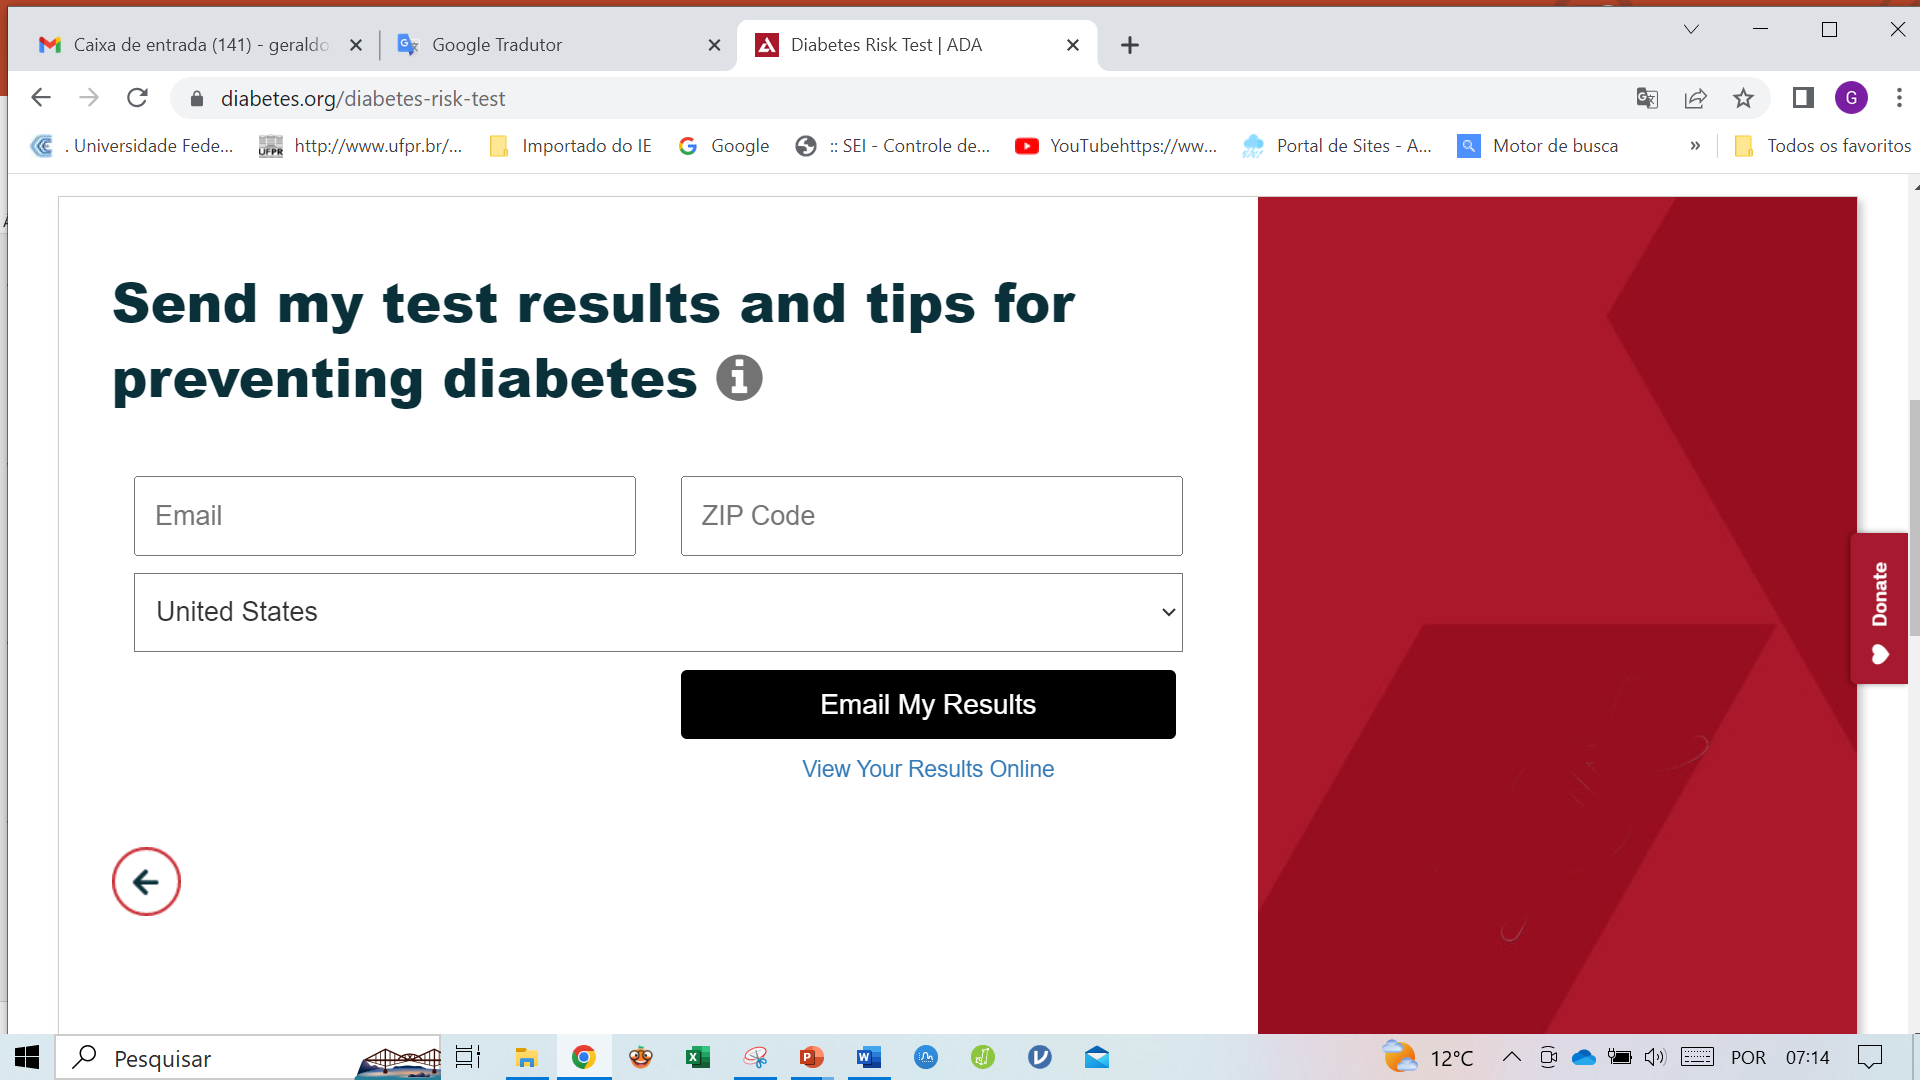 Caixa de entrada (141) - geraldo
Google Tradutor
Diabetes Risk Test | ADA
diabetes.org/diabetes-risk-test
G
. Universidade Fede...
http://www.ufpr.br/...
Importado do IE
Google
:: SEI - Controle de...
YouTubehttps://ww...
Portal de Sites - A...
Motor de busca
»
Todos os favoritos
Send my test results and tips for
preventing diabetes
Email
ZIP Code
United States
Email My Results
View Your Results Online
Donate
Pesquisar
12°C
POR
07:14